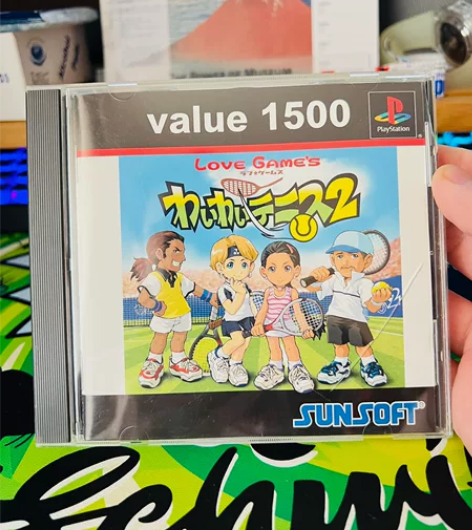 value 1500
PlayStation
LOVE GAME'S
ラブゲームス
わいわいテニス2
SUNSOFT®